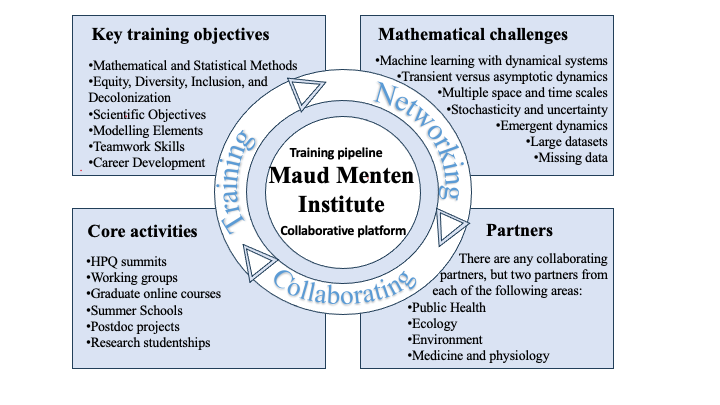 Key training objectives
•Mathematical and Statistical Methods
•Equity, Diversity, Inclusion, and
Decolonization
•Scientific Objectives
•Modelling Elements
•Teamwork Skills
•Career Development
Mathematical challenges
•Machine learning with dynamical systems
•Transient versus asymptotic dynamics
•Multiple space and time scales
•Stochasticity and uncertainty
•Emergent dynamics
•Large datasets
•Missing data
Training
Networking
Collaborating
Training pipeline
Maud Menten
Institute
Collaborative platform
Core activities
•HPQ summits
•Working groups
•Graduate online courses
•Summer Schools
•Postdoc projects
•Research studentships
Partners
There are any collaborating
partners, but two partners from
each of the following areas:
•Public Health
•Ecology
•Environment
•Medicine and physiology